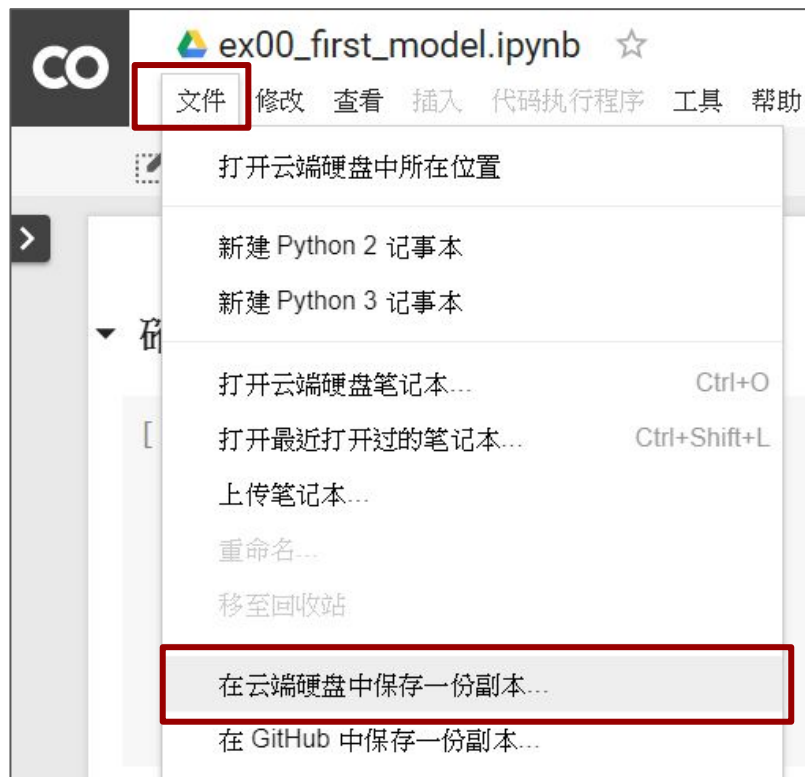 CO
ex00_first_model.ipynb
文件 修改 查看 插入 代码执行程序 工具 帮助
打开云端硬盘中所在位置
新建 Python 2 记事本
新建 Python 3 记事本
打开云端硬盘笔记本... Ctrl+O
打开最近打开过的笔记本... Ctrl+Shift+L
上传笔记本...
重命名...
移至回收站
在云端硬盘中保存一份副本...
在 GitHub 中保存一份副本...
[